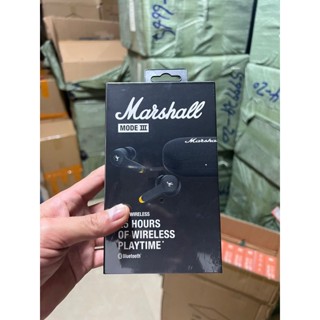 Marshall
MODE III
Marshall
WIRELESS
5 HOURS
OF WIRELESS
PLAYTIME*
Bluetooth